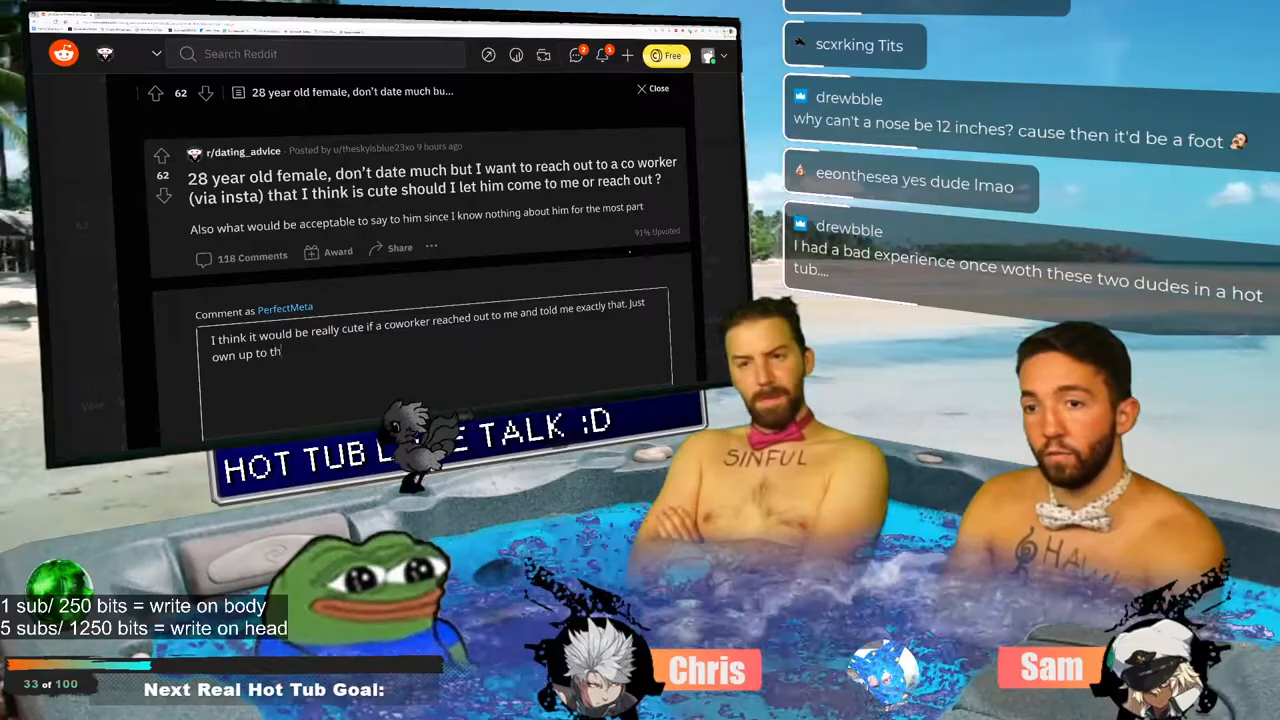 Search Reddit
2
1
Free
62
28 year old female, don't date much bu...
Close
r/dating_advice · Posted by u/theskyisblue23xo 9 hours ago
62
28 year old female, don't date much but I want to reach out to a co worker
(via insta) that I think is cute should I let him come to me or reach out ?
Also what would be acceptable to say to him since I know nothing about him for the most part
91% Upvoted
118 Comments
Award
Share
Comment as PerfectMeta
I think it would be really cute if a coworker reached out to me and told me exactly that. Just
own up to th
HOT TUB L E TALK :D
scxrking Tits
drewbble
why can't a nose be 12 inches? cause then it'd be a foot
eeonthesea yes dude lmao
drewbble
I had a bad experience once woth these two dudes in a hot
tub....
SINFUL
1 sub/ 250 bits = write on body
5 subs/ 1250 bits = write on head
33 of 100
Next Real Hot Tub Goal:
Chris
Sam